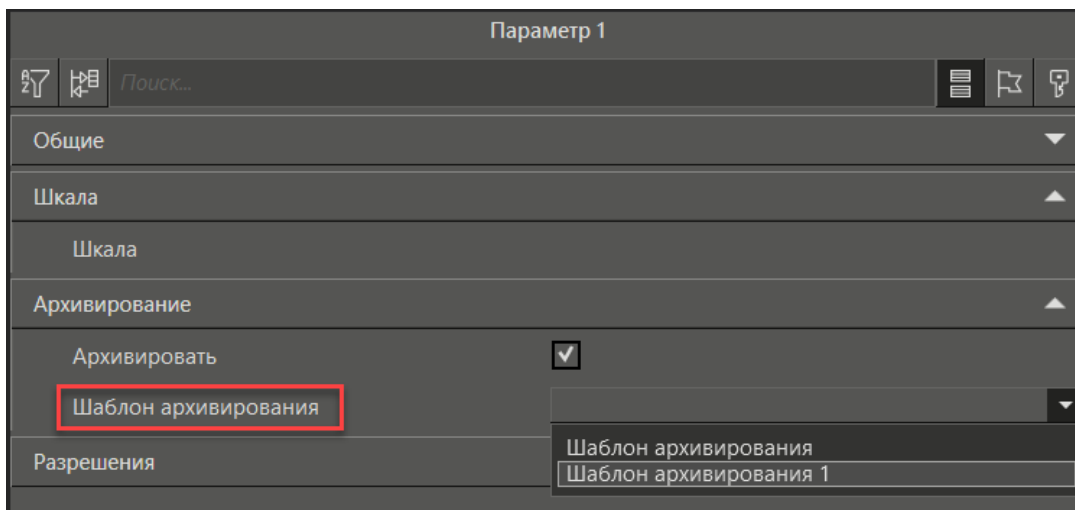 Параметр 1
Поиск...
Общие
Шкала
Шкала
Архивирование
Архивировать
Шаблон архивирования
Шаблон архивирования
Шаблон архивирования 1
Разрешения